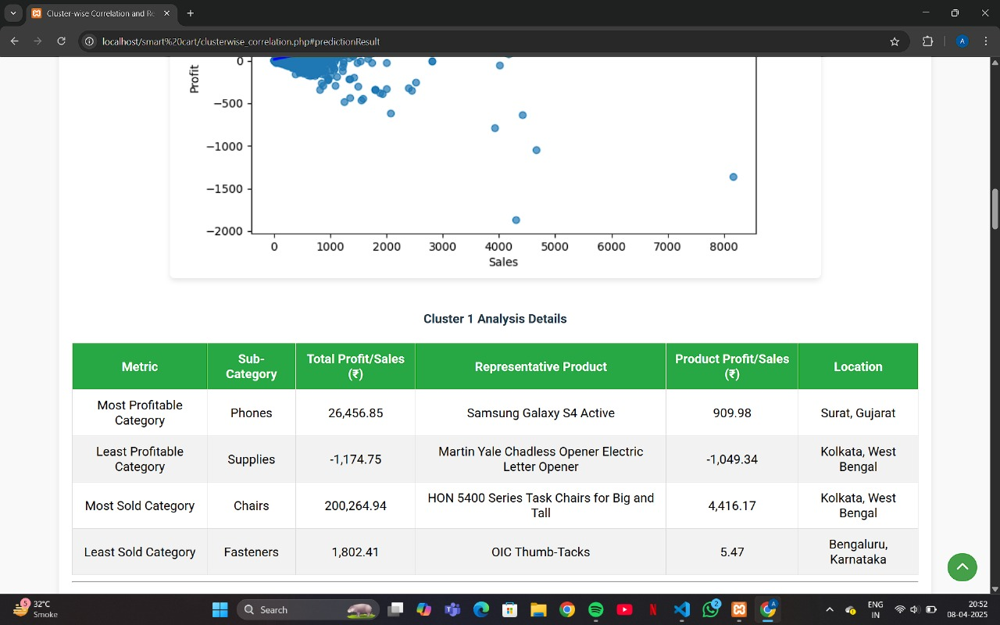 Cluster-wise Correlation and Re
localhost/smart%20cart/clusterwise_correlation.php#predictionResult
A
Profit
0
−500
−1000
−1500
−2000
0 1000 2000 3000 4000 5000 6000 7000 8000
Sales
Cluster 1 Analysis Details
Metric
Sub-
Category
Total Profit/Sales
(₹)
Representative Product
Product Profit/Sales
(₹)
Location
Most Profitable
Category
Phones
26,456.85
Samsung Galaxy S4 Active
909.98
Surat, Gujarat
Least Profitable
Category
Supplies
-1,174.75
Martin Yale Chadless Opener Electric
Letter Opener
-1,049.34
Kolkata, West
Bengal
Most Sold Category
Chairs
200,264.94
HON 5400 Series Task Chairs for Big and
Tall
4,416.17
Kolkata, West
Bengal
Least Sold Category
Fasteners
1,802.41
OIC Thumb-Tacks
5.47
Bengaluru,
Karnataka
5
32°C
Smoke
Search
2
A
ENG
IN
20:52
08-04-2025